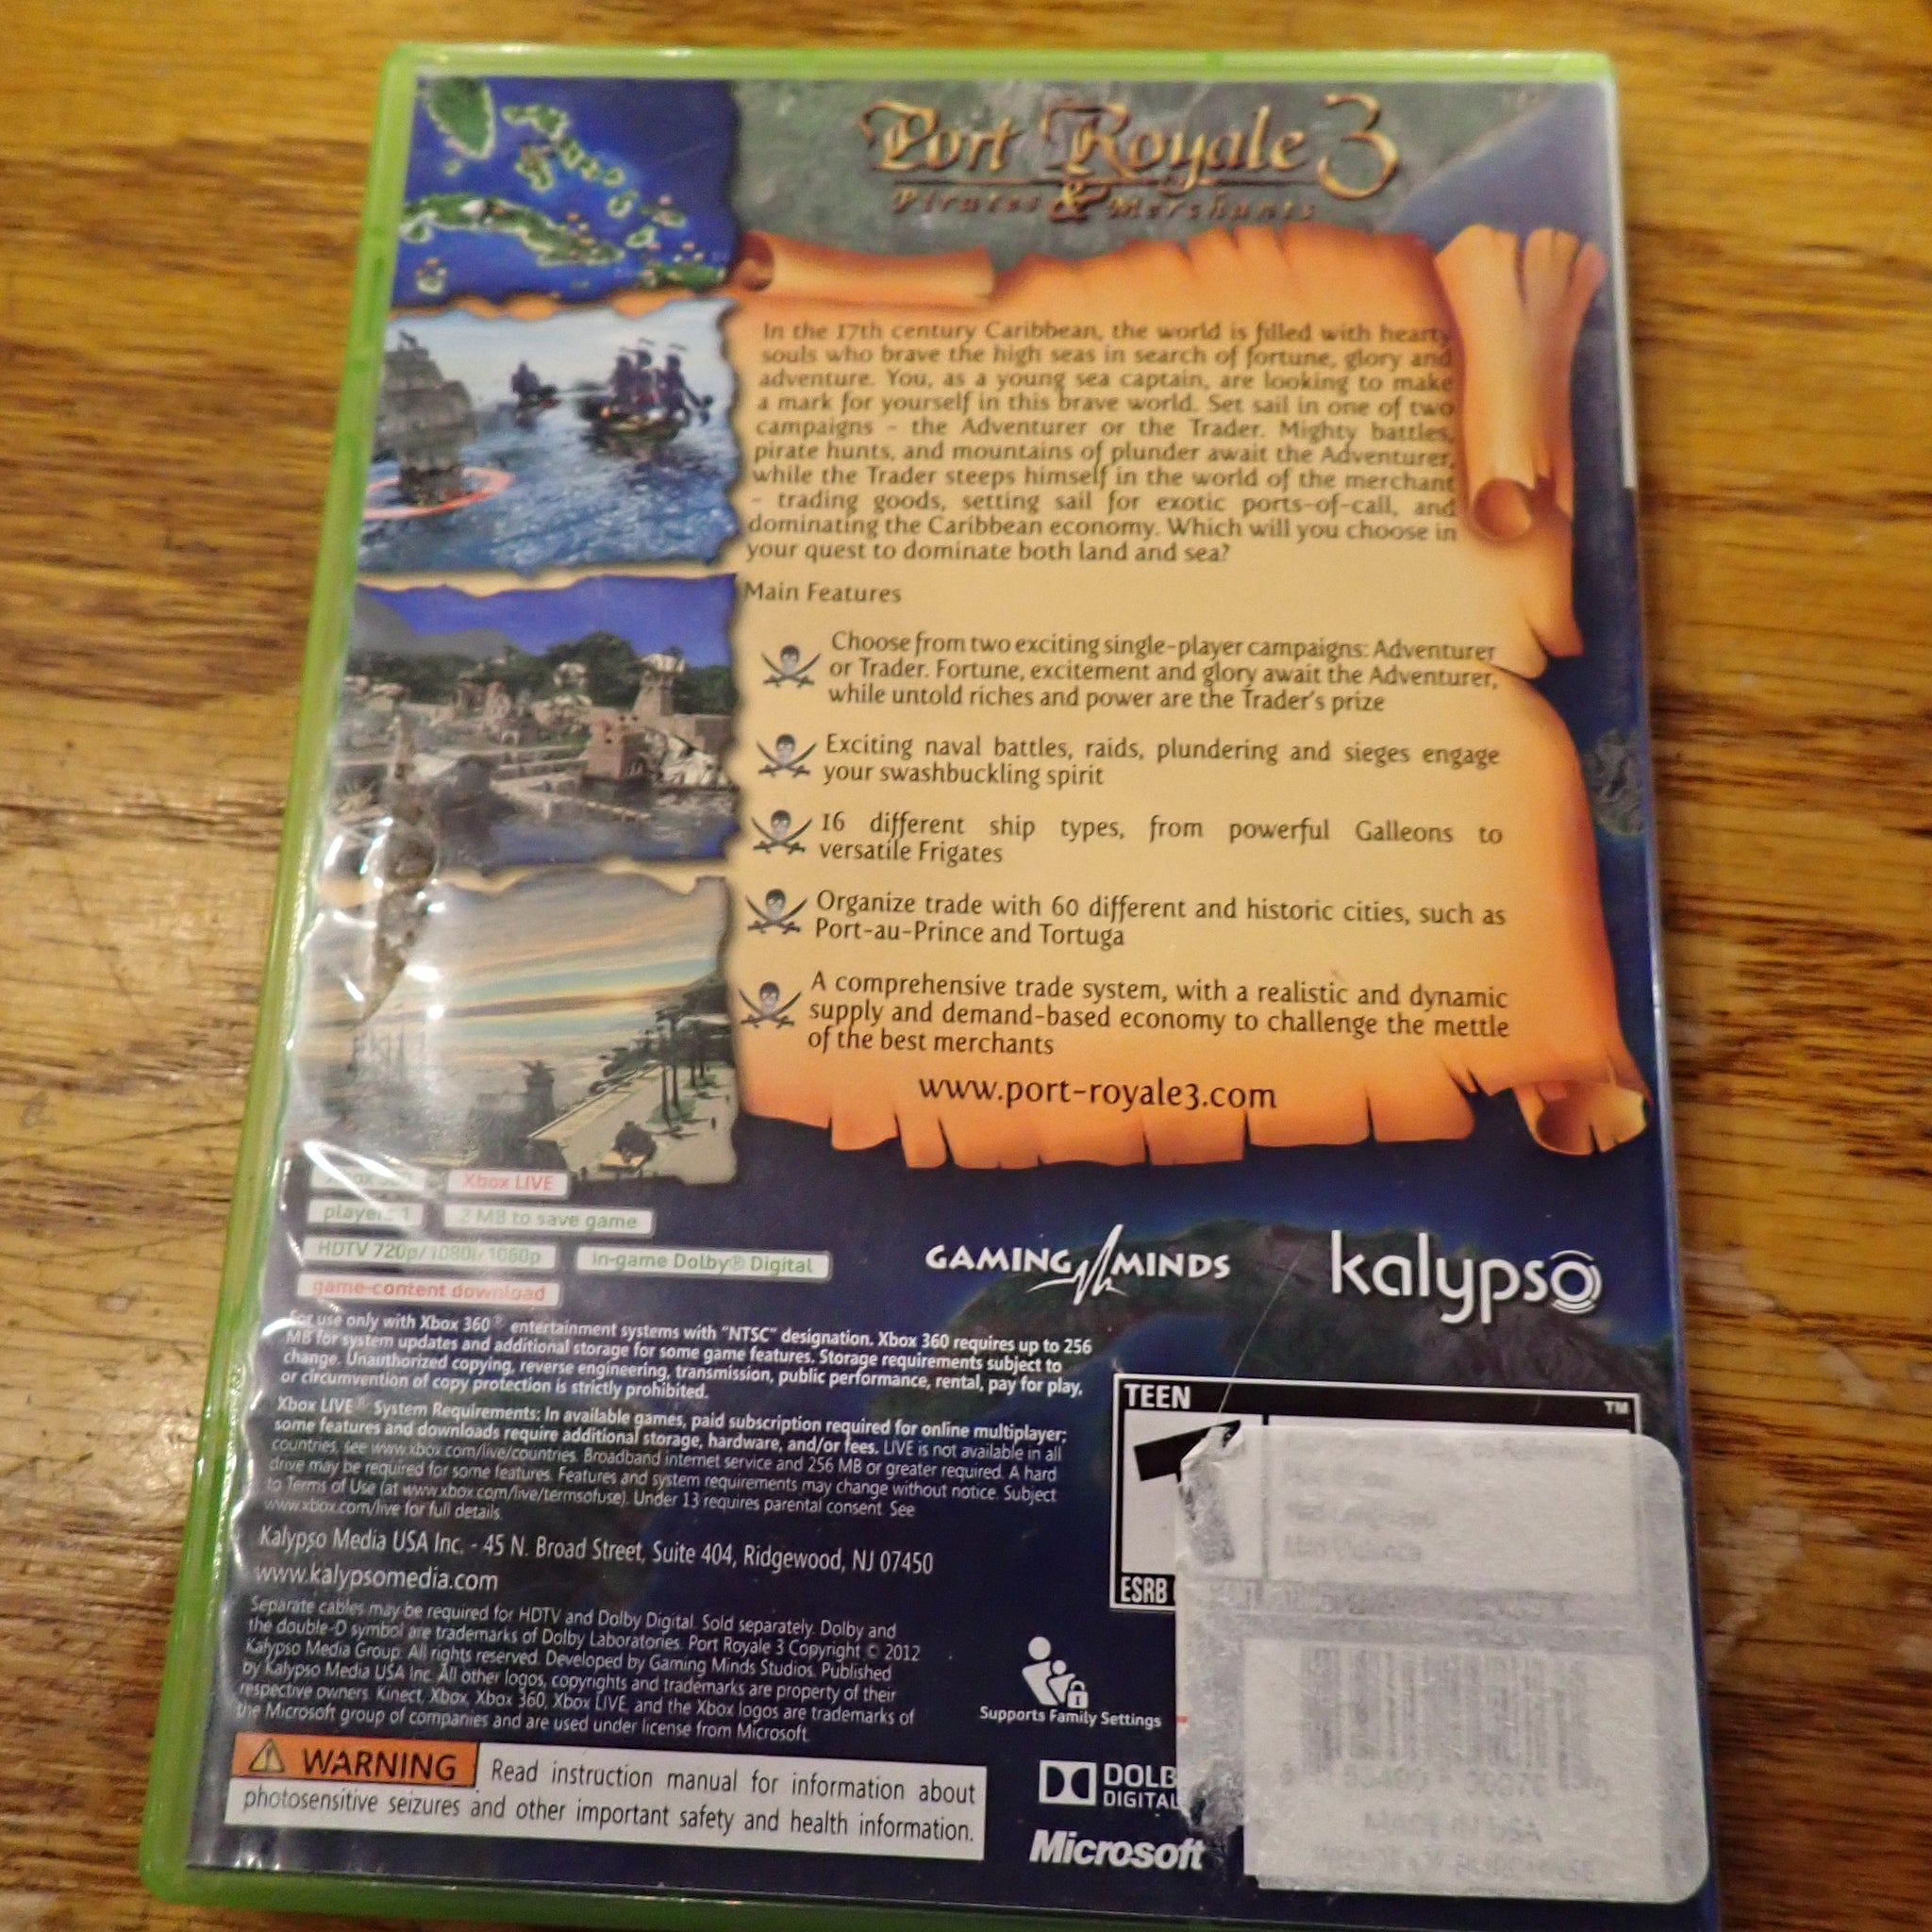 Port Royale 3
Pirates & Merchants
In the 17th century Caribbean, the world is filled with hearty
souls who brave the high seas in search of fortune, glory and
adventure. You, as a young sea captain, are looking to make
a mark for yourself in this brave world. Set sail in one of two
campaigns - the Adventurer or the Trader. Mighty battles,
pirate hunts, and mountains of plunder await the Adventurer,
while the Trader steeps himself in the world of the merchant
- trading goods, setting sail for exotic ports-of-call, and
dominating the Caribbean economy. Which will you choose in
your quest to dominate both land and sea?
Main Features
Choose from two exciting single-player campaigns: Adventurer
or Trader. Fortune, excitement and glory await the Adventurer,
while untold riches and power are the Trader's prize
Exciting naval battles, raids, plundering and sieges engage
your swashbuckling spirit
16 different ship types, from powerful Galleons to
versatile Frigates
Organize trade with 60 different and historic cities, such as
Port-au-Prince and Tortuga
A comprehensive trade system, with a realistic and dynamic
supply and demand-based economy to challenge the mettle
of the best merchants
www.port-royale3.com
Xbox 360 Xbox LIVE
players 1 2 MB to save game
HDTV 720p/1080i/1080p in-game Dolby® Digital
game-content download
GAMING MINDS
kalypso
For use only with Xbox 360® entertainment systems with "NTSC" designation. Xbox 360 requires up to 256
MB for system updates and additional storage for some game features. Storage requirements subject to
change. Unauthorized copying, reverse engineering, transmission, public performance, rental, pay for play,
or circumvention of copy protection is strictly prohibited.
Xbox LIVE® System Requirements: In available games, paid subscription required for online multiplayer;
some features and downloads require additional storage, hardware, and/or fees. LIVE is not available in all
countries, see www.xbox.com/live/countries. Broadband internet service and 256 MB or greater required. A hard
drive may be required for some features. Features and system requirements may change without notice. Subject
to Terms of Use (at www.xbox.com/live/termsofuse). Under 13 requires parental consent. See
www.xbox.com/live for full details.
Kalypso Media USA Inc. - 45 N. Broad Street, Suite 404, Ridgewood, NJ 07450
www.kalypsomedia.com
Separate cables may be required for HDTV and Dolby Digital. Sold separately. Dolby and
the double-D symbol are trademarks of Dolby Laboratories. Port Royale 3 Copyright © 2012
Kalypso Media Group. All rights reserved. Developed by Gaming Minds Studios. Published
by Kalypso Media USA Inc. All other logos, copyrights and trademarks are property of their
respective owners. Kinect, Xbox, Xbox 360, Xbox LIVE, and the Xbox logos are trademarks of
the Microsoft group of companies and are used under license from Microsoft.
WARNING Read instruction manual for information about
photosensitive seizures and other important safety and health information.
TEEN ™
ESRB
Supports Family Settings
DOLB
DIGITAL
Microsoft